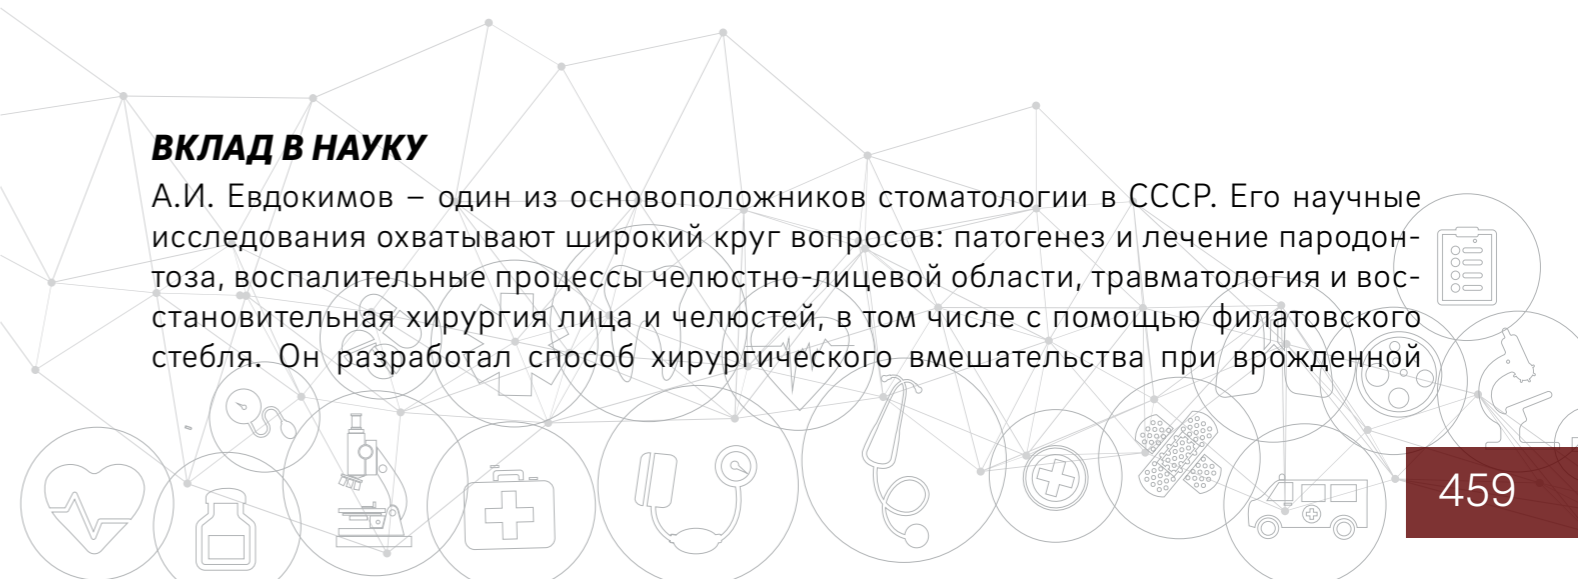 ВКЛАД В НАУКУ
А.И. Евдокимов – один из основоположников стоматологии в СССР. Его научные
исследования охватывают широкий круг вопросов: патогенез и лечение пародон-
тоза, воспалительные процессы челюстно-лицевой области, травматология и вос-
становительная хирургия лица и челюстей, в том числе с помощью филатовского
стебля. Он разработал способ хирургического вмешательства при врожденной
459